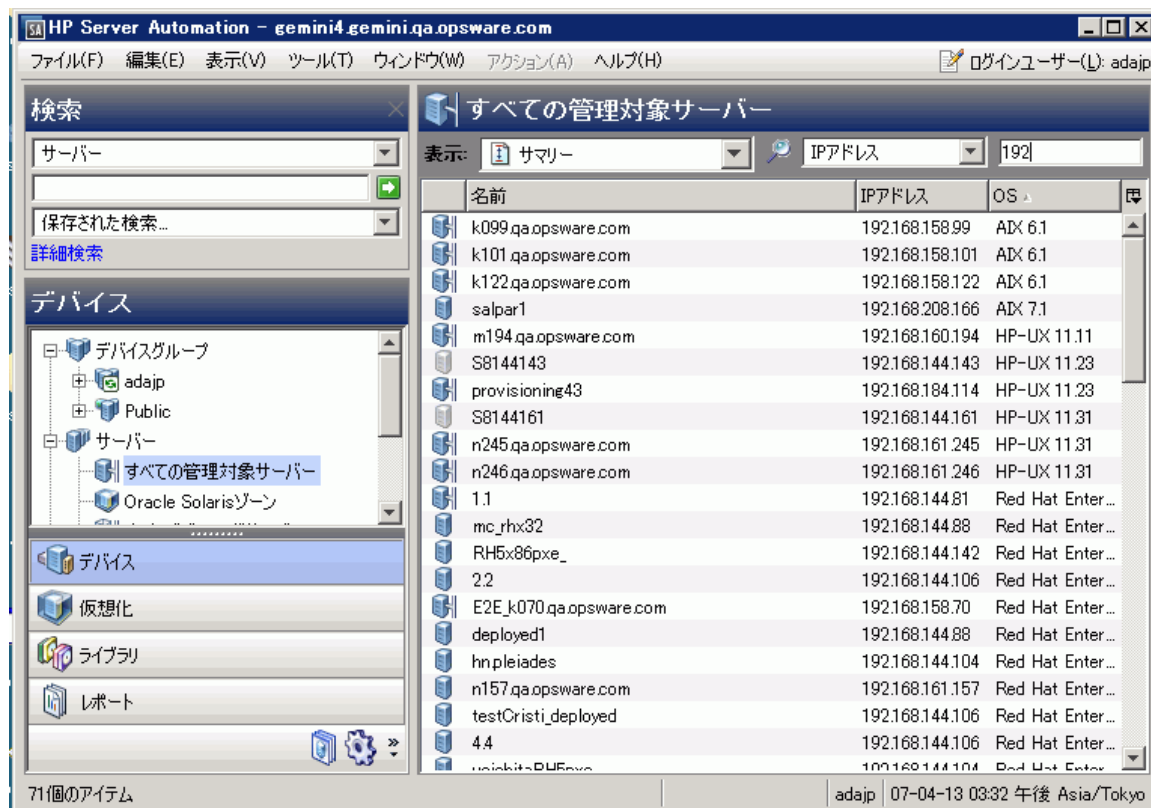 HP Server Automation - gemini4.gemini.qa.opsware.com
ファイル(F) 編集(E) 表示(V) ツール(T) ウィンドウ(W) アクション(A) ヘルプ(H) ログインユーザー(L): adajp
検索
サーバー
保存された検索...
詳細検索
デバイス
デバイスグループ
adajp
Public
サーバー
すべての管理対象サーバー
Oracle Solarisゾーン
デバイス
仮想化
ライブラリ
レポート
すべての管理対象サーバー
表示: サマリー IPアドレス 192
名前 IPアドレス OS
k099.qa.opsware.com 192.168.158.99 AIX 6.1
k101.qa.opsware.com 192.168.158.101 AIX 6.1
k122.qa.opsware.com 192.168.158.122 AIX 6.1
salpar1 192.168.208.166 AIX 7.1
m194.qa.opsware.com 192.168.160.194 HP-UX 11.11
S8144143 192.168.144.143 HP-UX 11.23
provisioning43 192.168.184.114 HP-UX 11.23
S8144161 192.168.144.161 HP-UX 11.31
n245.qa.opsware.com 192.168.161.245 HP-UX 11.31
n246.qa.opsware.com 192.168.161.246 HP-UX 11.31
1.1 192.168.144.81 Red Hat Enter...
mc_rhx32 192.168.144.88 Red Hat Enter...
RH5x86pxe_ 192.168.144.142 Red Hat Enter...
2.2 192.168.144.106 Red Hat Enter...
E2E_k070.qa.opsware.com 192.168.158.70 Red Hat Enter...
deployed1 192.168.144.88 Red Hat Enter...
hn.pleiades 192.168.144.104 Red Hat Enter...
n157.qa.opsware.com 192.168.161.157 Red Hat Enter...
testCristi_deployed 192.168.144.106 Red Hat Enter...
4.4 192.168.144.106 Red Hat Enter...
192.168.144.104 Red Hat Enter...
71個のアイテム adajp 07-04-13 03:32 午後 Asia/Tokyo